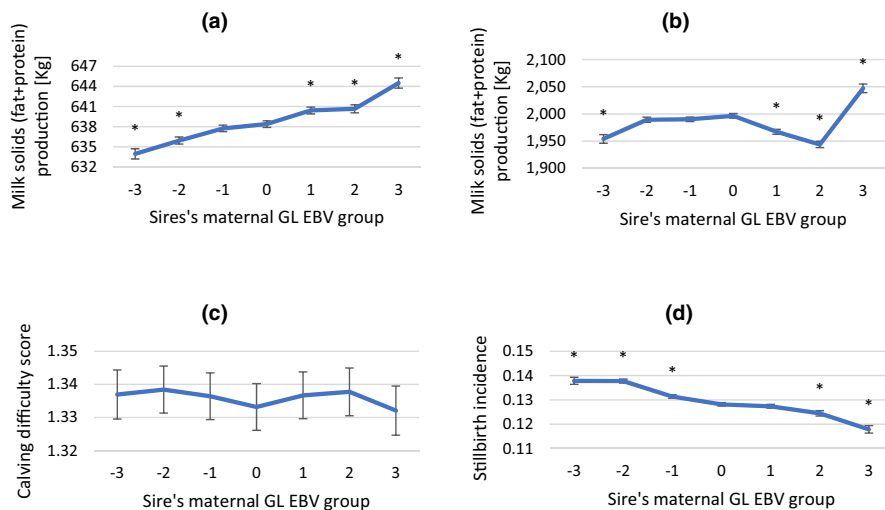 (a)
Milk solids (fat+protein)
production [Kg]
647
644
641
638
635
632
* * * * *
-3 -2 -1 0 1 2 3
Sires's maternal GL EBV group
(b)
Milk solids (fat+protein)
production [Kg]
2,100
2,050
2,000
1,950
1,900
* * * *
-3 -2 -1 0 1 2 3
Sire's maternal GL EBV group
(c)
Calving difficulty score
1.35
1.34
1.33
1.32
-3 -2 -1 0 1 2 3
Sire's maternal GL EBV group
(d)
Stillbirth incidence
0.15
0.14
0.13
0.12
0.11
* * * * *
-3 -2 -1 0 1 2 3
Sire's maternal GL EBV group